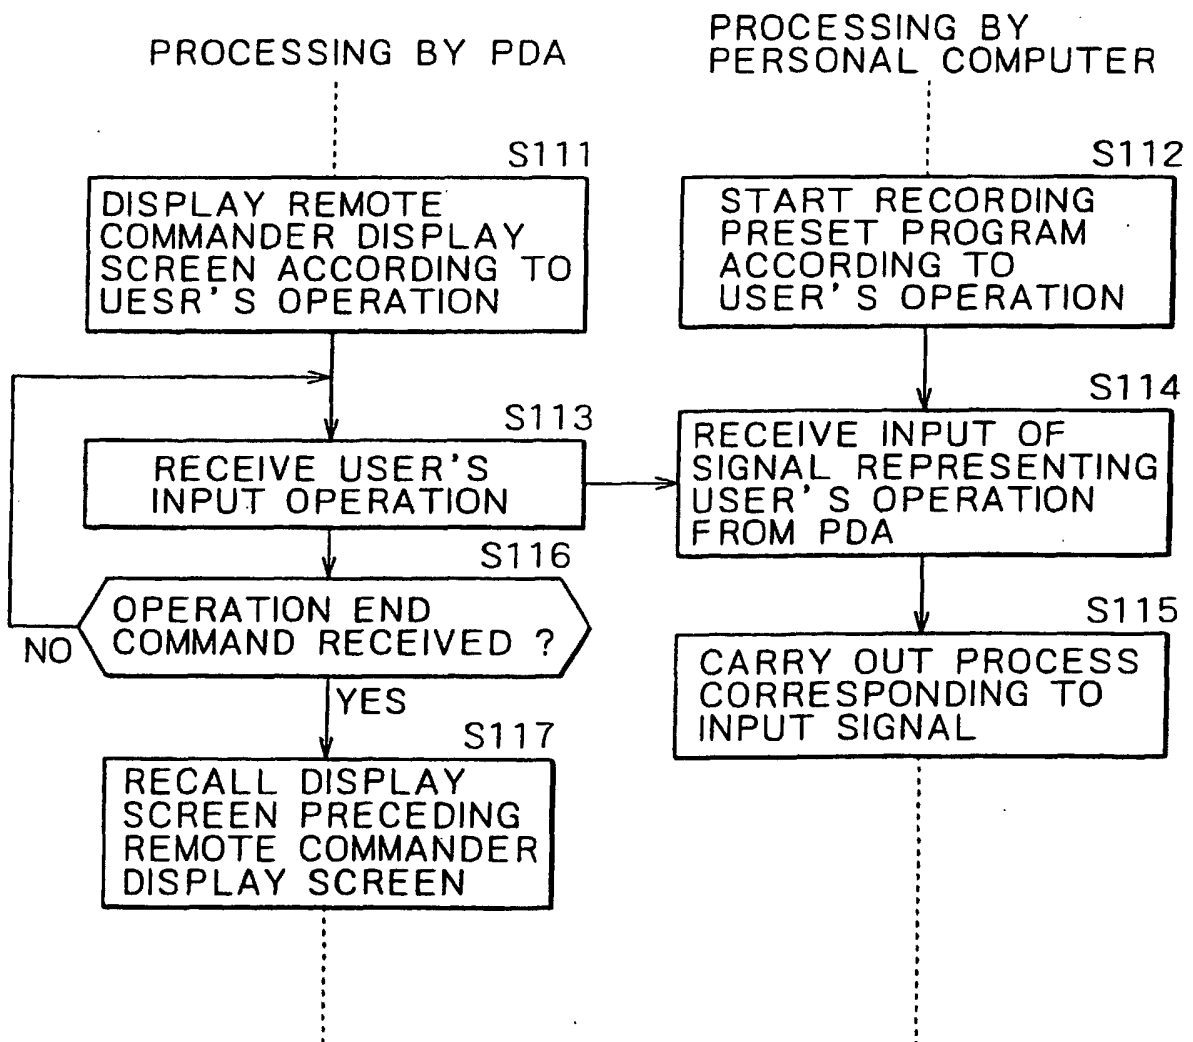 PROCESSING BY PDA
PROCESSING BY
PERSONAL COMPUTER
S111
DISPLAY REMOTE
COMMANDER DISPLAY
SCREEN ACCORDING TO
UESR'S OPERATION
S112
START RECORDING
PRESET PROGRAM
ACCORDING TO
USER'S OPERATION
S113
RECEIVE USER'S
INPUT OPERATION
S114
RECEIVE INPUT OF
SIGNAL REPRESENTING
USER'S OPERATION
FROM PDA
S116
OPERATION END
COMMAND RECEIVED ?
NO
YES
S115
CARRY OUT PROCESS
CORRESPONDING TO
INPUT SIGNAL
S117
RECALL DISPLAY
SCREEN PRECEDING
REMOTE COMMANDER
DISPLAY SCREEN